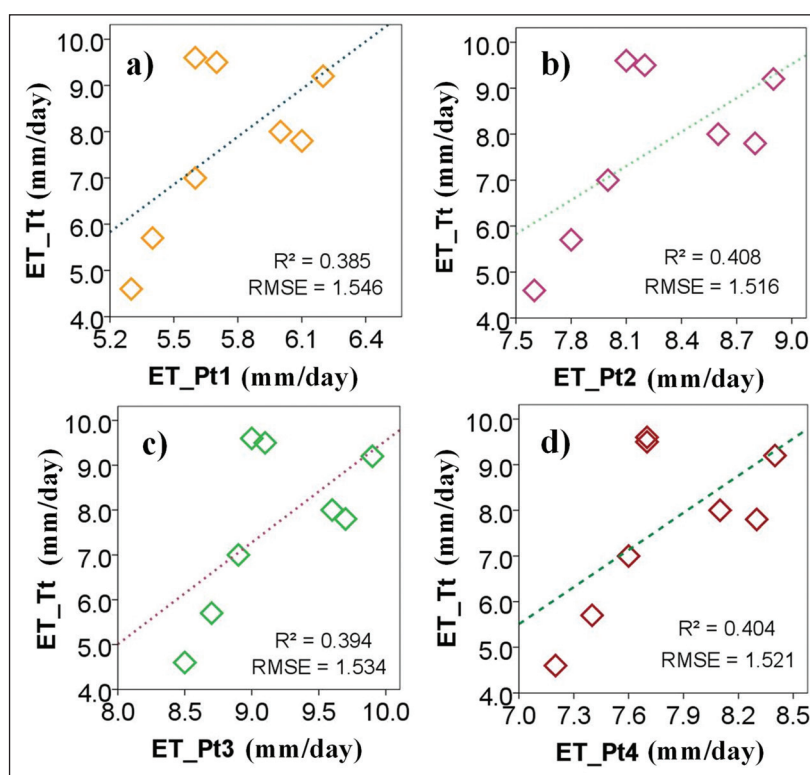 a)
ET_Tt (mm/day)
10.0
9.0
8.0
7.0
6.0
5.0
4.0
R² = 0.385
RMSE = 1.546
5.2 5.5 5.8 6.1 6.4
ET_Pt1 (mm/day)
b)
ET_Tt (mm/day)
10.0
9.0
8.0
7.0
6.0
5.0
4.0
R² = 0.408
RMSE = 1.516
7.5 7.8 8.1 8.4 8.7 9.0
ET_Pt2 (mm/day)
c)
ET_Tt (mm/day)
10.0
9.0
8.0
7.0
6.0
5.0
4.0
R² = 0.394
RMSE = 1.534
8.0 8.5 9.0 9.5 10.0
ET_Pt3 (mm/day)
d)
ET_Tt (mm/day)
10.0
9.0
8.0
7.0
6.0
5.0
4.0
R² = 0.404
RMSE = 1.521
7.0 7.3 7.6 7.9 8.2 8.5
ET_Pt4 (mm/day)